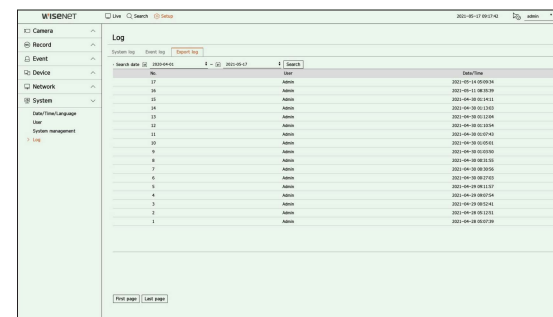 WISENET Live Search Setup 2021-05-17 09:17:42 admin
Camera
Record
Event
Device
Network
System
Date/Time/Language
User
System management
Log
Log
System log Event log Export log
Search date 2020-04-01 ~ 2021-05-17 Search
No. User Date/Time
17 Admin 2021-05-14 05:09:34
16 Admin 2021-05-11 08:35:39
15 Admin 2021-04-30 01:14:11
14 Admin 2021-04-30 01:13:03
13 Admin 2021-04-30 01:12:04
12 Admin 2021-04-30 01:10:54
11 Admin 2021-04-30 01:07:43
10 Admin 2021-04-30 01:05:01
9 Admin 2021-04-30 01:03:50
8 Admin 2021-04-30 08:31:55
7 Admin 2021-04-30 08:30:56
6 Admin 2021-04-30 08:27:03
5 Admin 2021-04-29 09:11:57
4 Admin 2021-04-29 09:07:54
3 Admin 2021-04-29 08:52:41
2 Admin 2021-04-28 05:12:01
1 Admin 2021-04-28 05:07:39
First page Last page